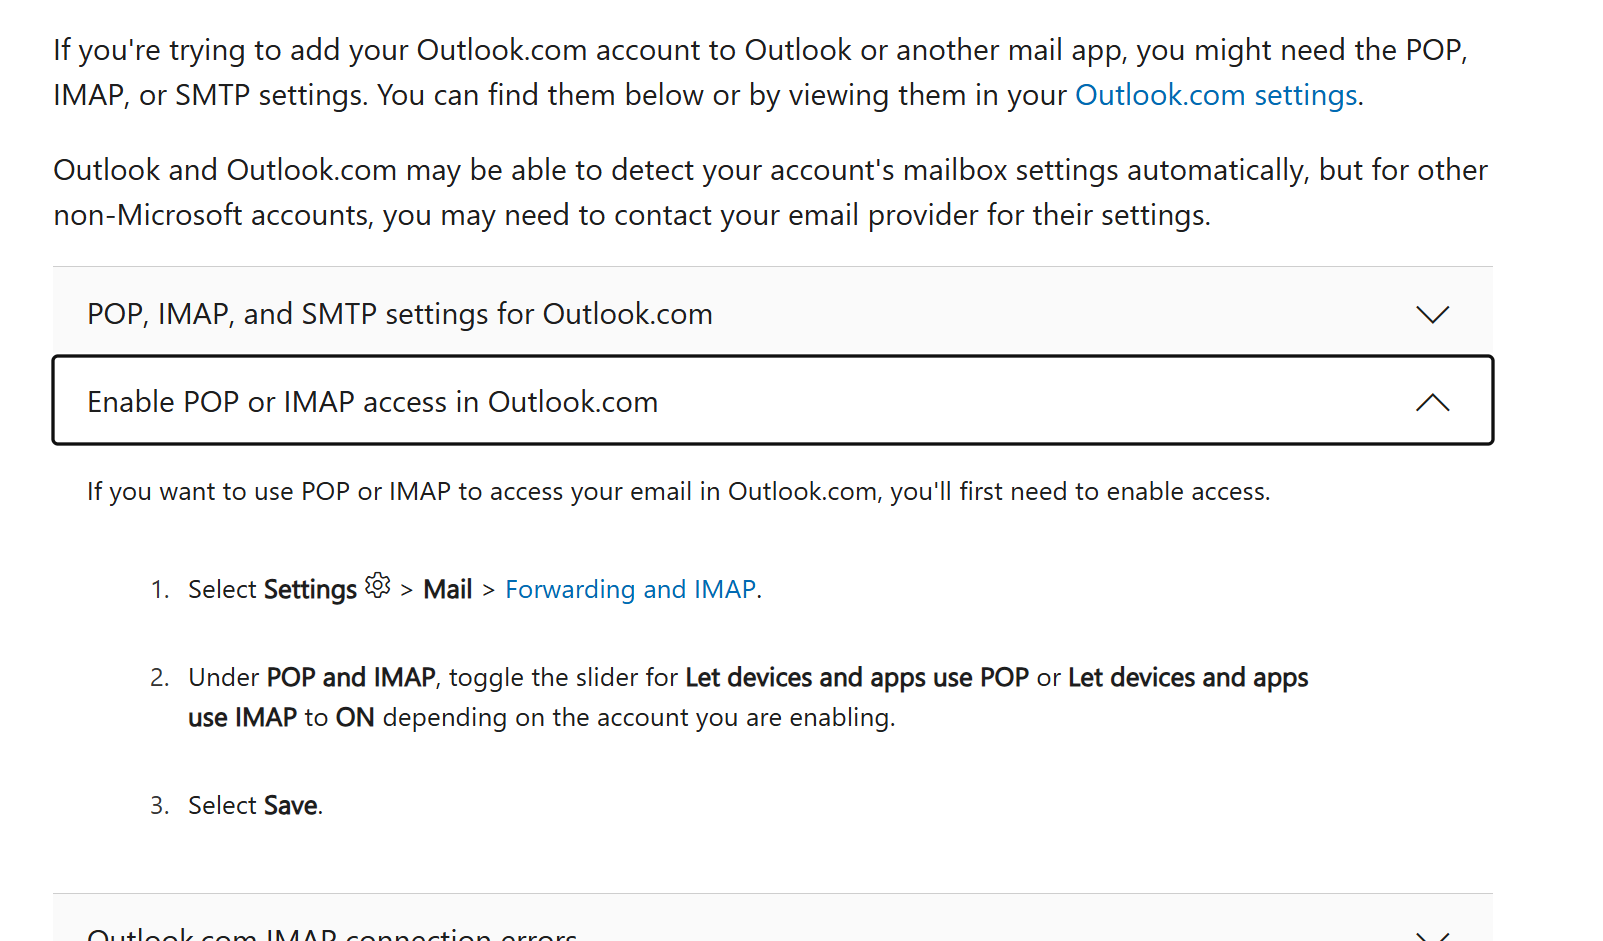 If you're trying to add your Outlook.com account to Outlook or another mail app, you might need the POP,
IMAP, or SMTP settings. You can find them below or by viewing them in your Outlook.com settings.
Outlook and Outlook.com may be able to detect your account's mailbox settings automatically, but for other
non-Microsoft accounts, you may need to contact your email provider for their settings.
POP, IMAP, and SMTP settings for Outlook.com
Enable POP or IMAP access in Outlook.com
If you want to use POP or IMAP to access your email in Outlook.com, you'll first need to enable access.
1. Select Settings > Mail > Forwarding and IMAP.
2. Under POP and IMAP, toggle the slider for Let devices and apps use POP or Let devices and apps
use IMAP to ON depending on the account you are enabling.
3. Select Save.
Outlook.com IMAP connection errors